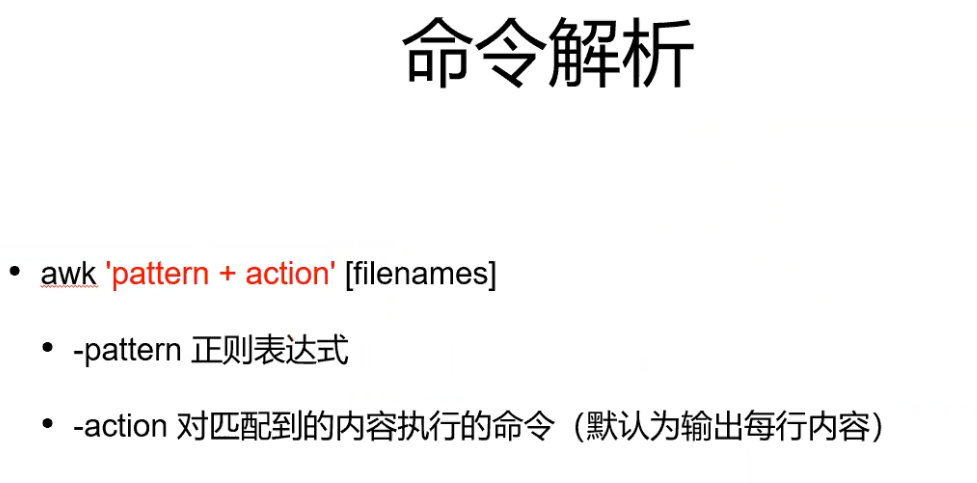 命令解析
• awk 'pattern + action' [filenames]
• -pattern 正则表达式
• -action 对匹配到的内容执行的命令（默认为输出每行内容）